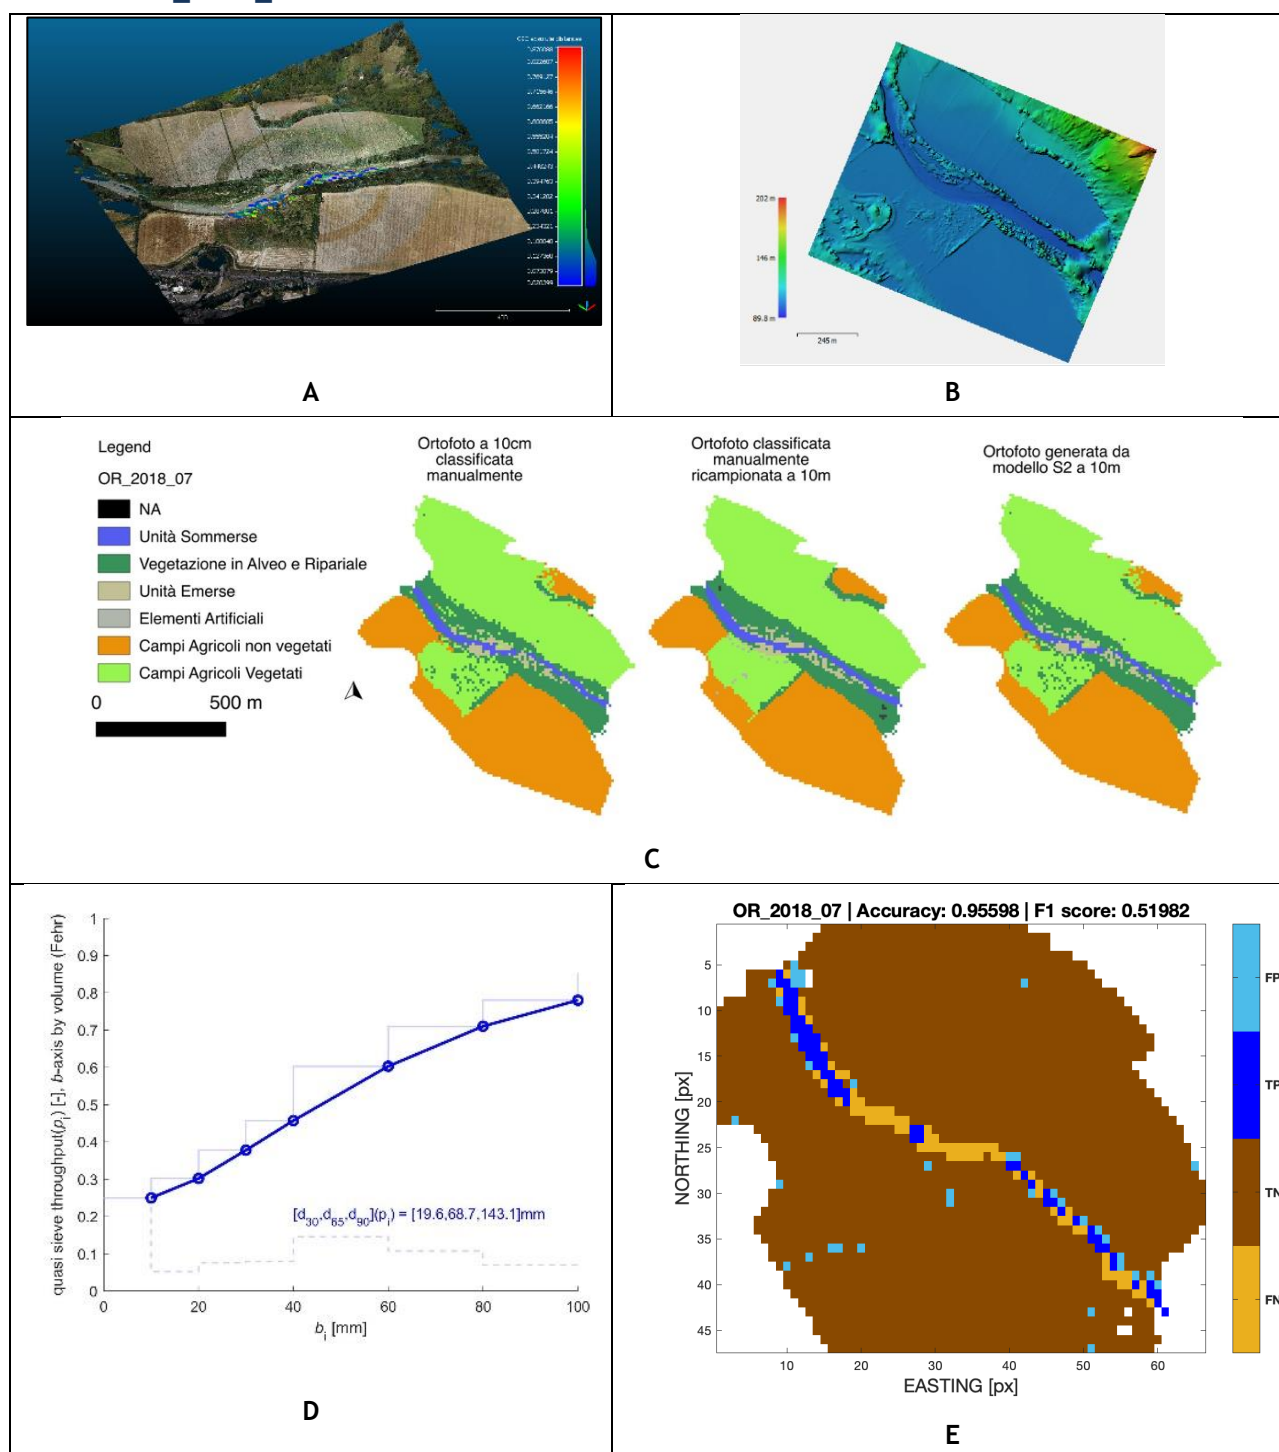 C2C absolute distances
A
202 m
146 m
89.8 m
245 m
B
Legend
OR_2018_07
NA
Unità Sommerse
Vegetazione in Alveo e Ripariale
Unità Emerse
Elementi Artificiali
Campi Agricoli non vegetati
Campi Agricoli Vegetati
0 500 m
Ortofoto a 10cm
classificata
manualmente
Ortofoto classificata
manualmente
ricampionata a 10m
Ortofoto generata da
modello S2 a 10m
C
quasi sieve throughput(pi) [-], b-axis by volume (Fehr)
1
0.9
0.8
0.7
0.6
0.5
0.4
0.3
0.2
0.1
0
[d30,d65,d90](pi) = [19.6,68.7,143.1]mm
0 20 40 60 80 100
bi [mm]
D
OR_2018_07 | Accuracy: 0.95598 | F1 score: 0.51982
NORTHING [px]
5
10
15
20
25
30
35
40
45
10 20 30 40 50 60
EASTING [px]
FP
TP
TN
FN
E